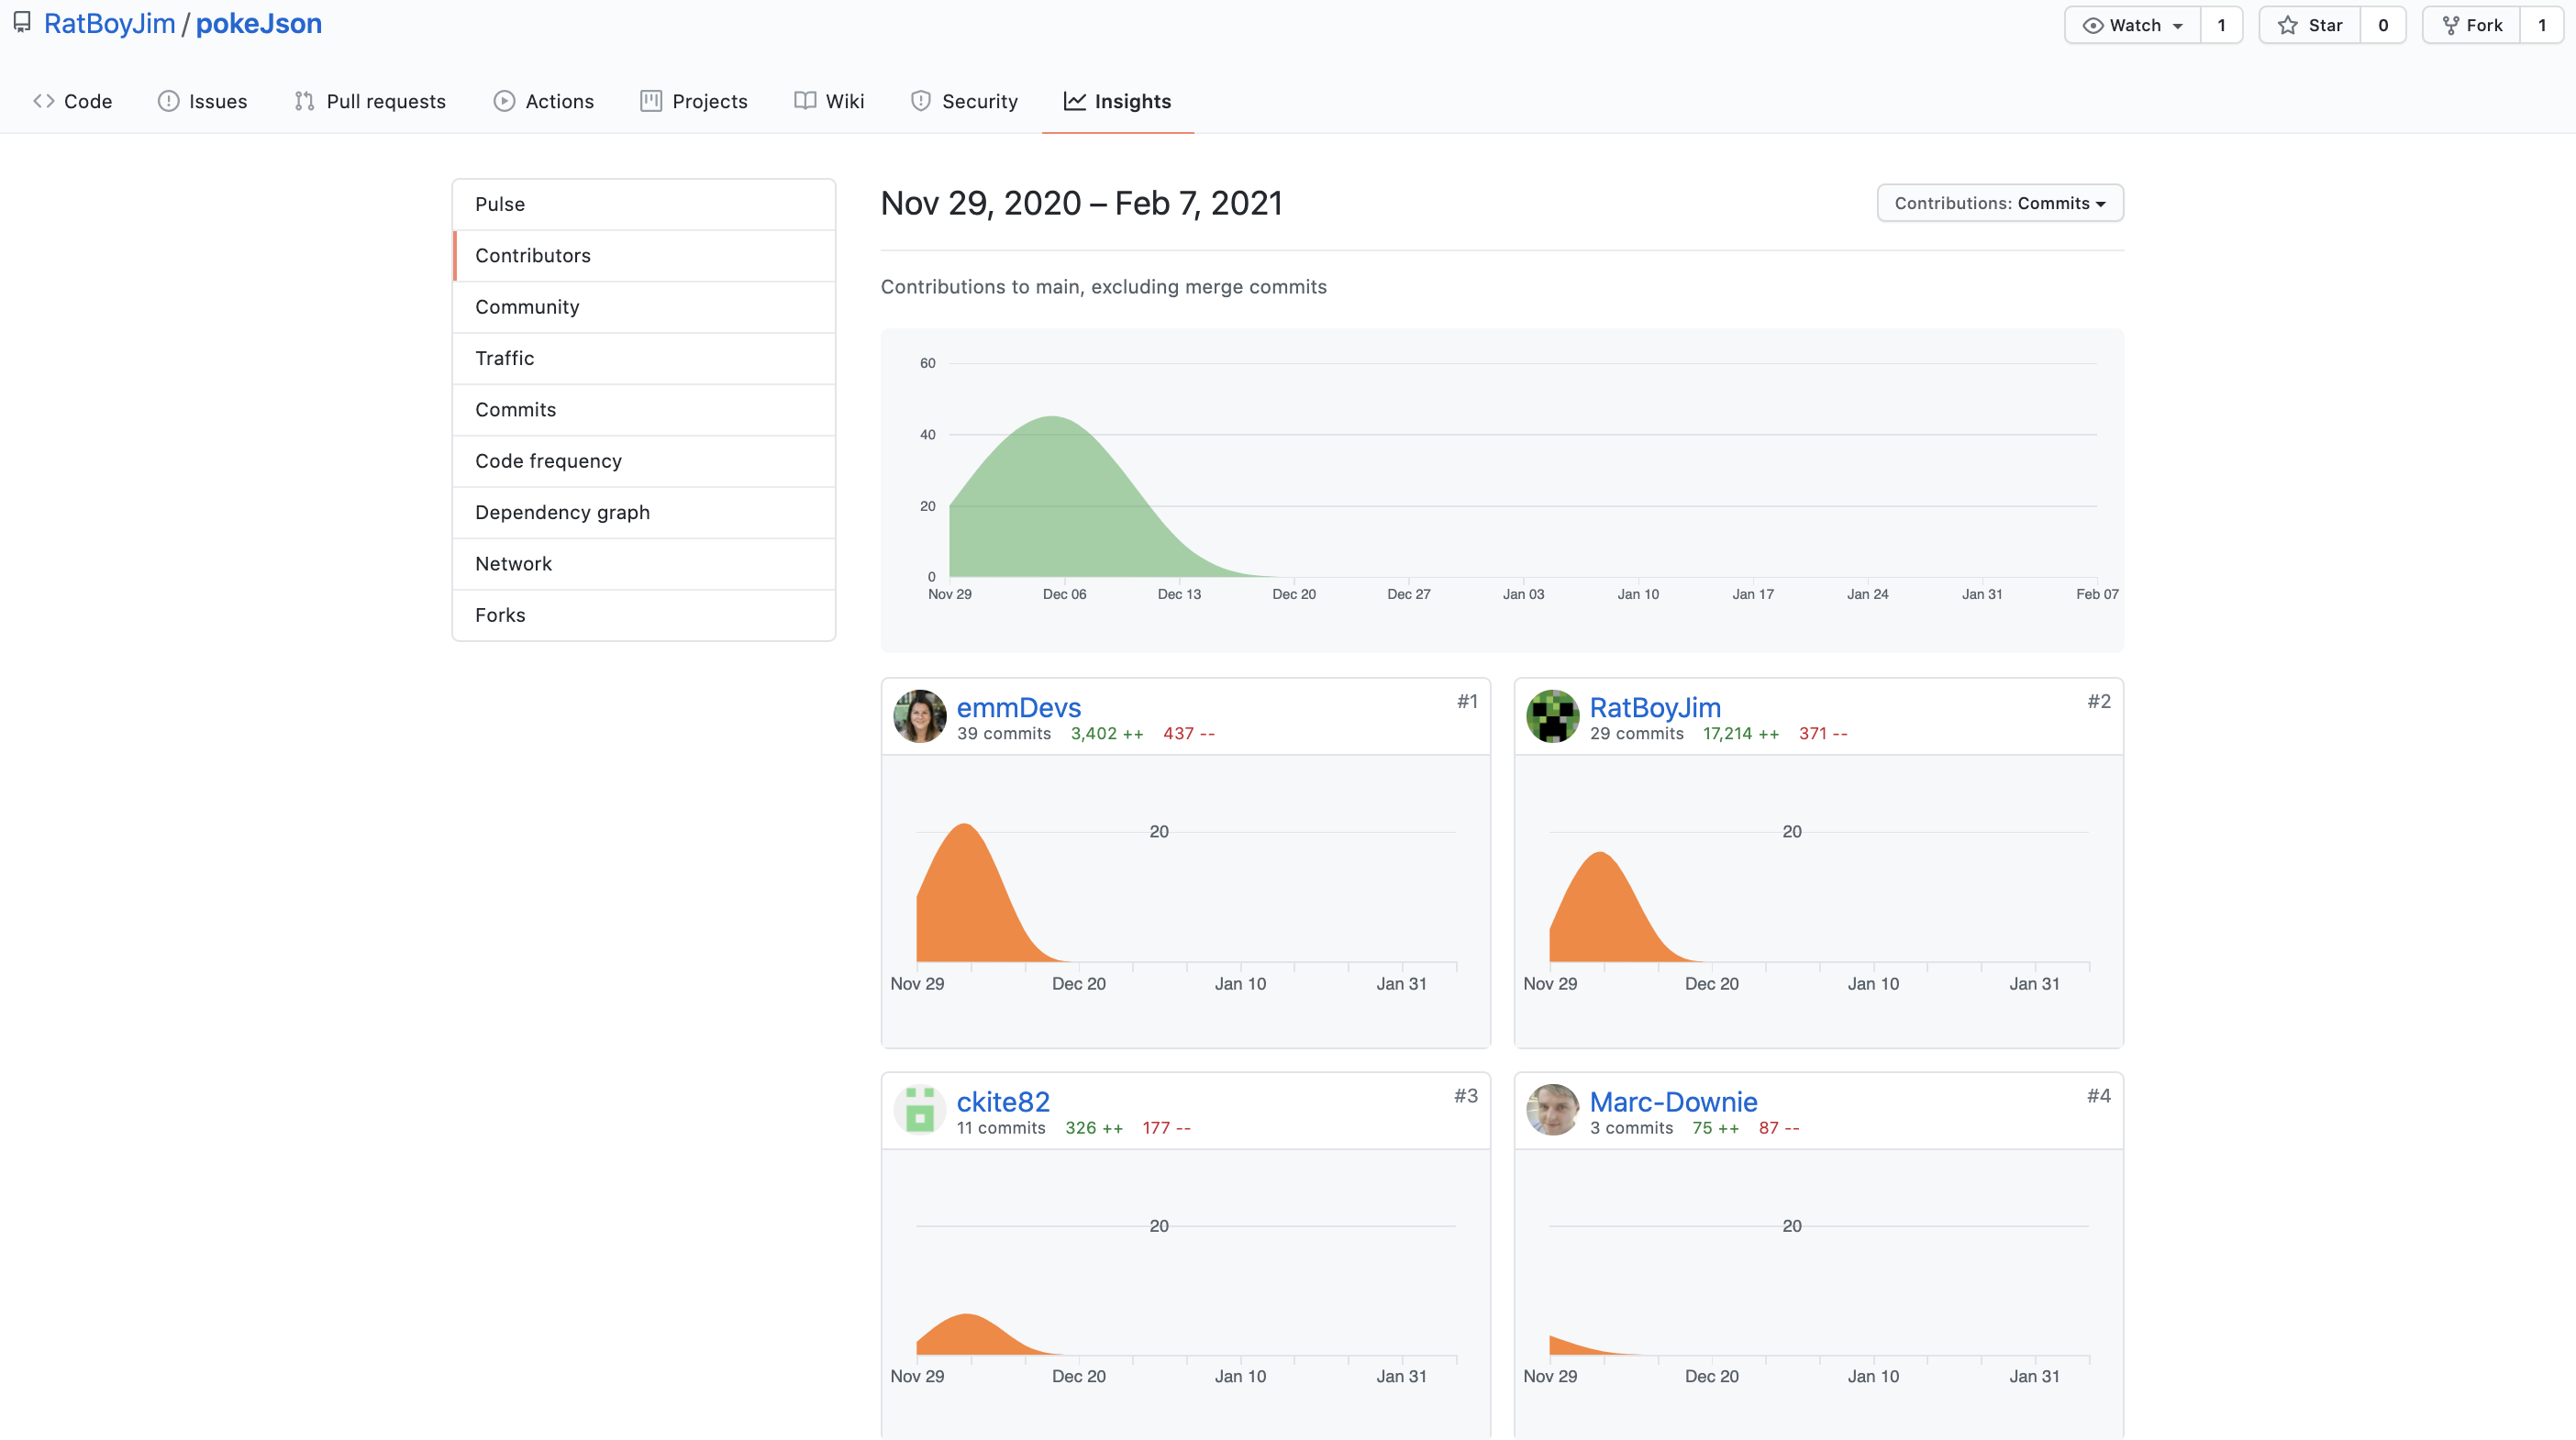 RatBoyJim / pokeJson
Watch 1 Star 0 Fork 1
Code Issues Pull requests Actions Projects Wiki Security Insights
Pulse
Contributors
Community
Traffic
Commits
Code frequency
Dependency graph
Network
Forks
Nov 29, 2020 – Feb 7, 2021
Contributions: Commits
Contributions to main, excluding merge commits
60
40
20
0
Nov 29 Dec 06 Dec 13 Dec 20 Dec 27 Jan 03 Jan 10 Jan 17 Jan 24 Jan 31 Feb 07
emmDevs #1
39 commits 3,402 ++ 437 --
20
Nov 29 Dec 20 Jan 10 Jan 31
RatBoyJim #2
29 commits 17,214 ++ 371 --
20
Nov 29 Dec 20 Jan 10 Jan 31
ckite82 #3
11 commits 326 ++ 177 --
20
Nov 29 Dec 20 Jan 10 Jan 31
Marc-Downie #4
3 commits 75 ++ 87 --
20
Nov 29 Dec 20 Jan 10 Jan 31